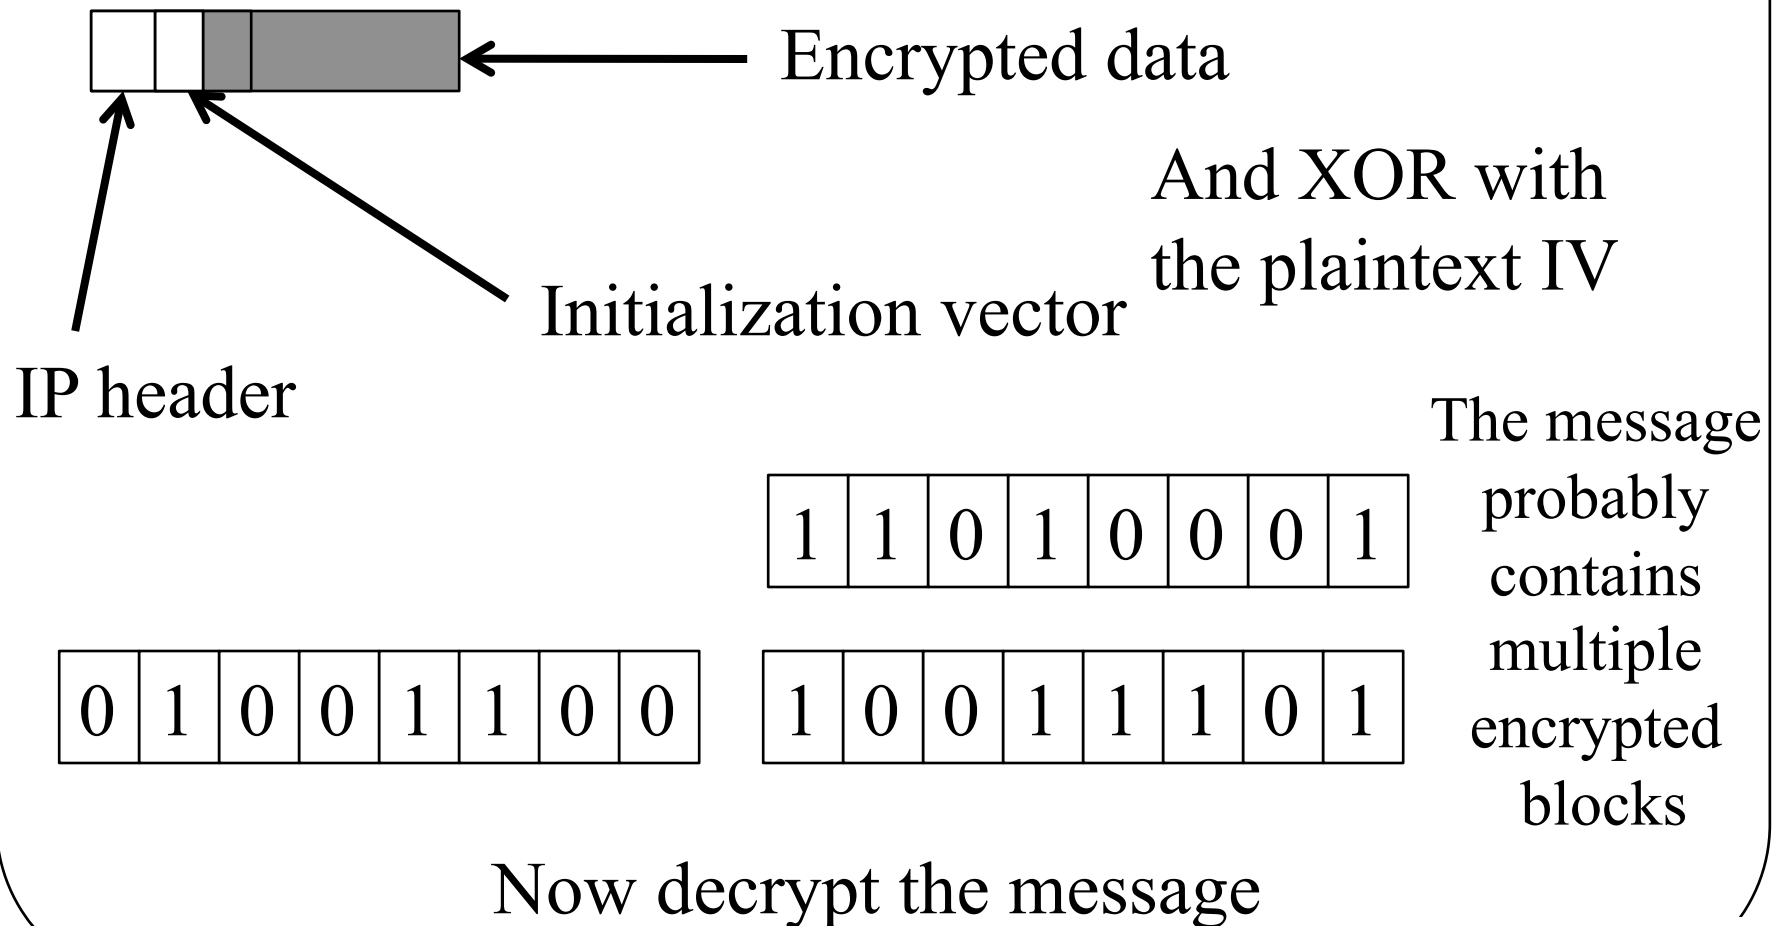 Encrypted data
And XOR with
the plaintext IV
Initialization vector
IP header
The message
probably
contains
multiple
encrypted
blocks
1 1 0 1 0 0 0 1
0 1 0 0 1 1 0 0 1 0 0 1 1 1 0 1
Now decrypt the message